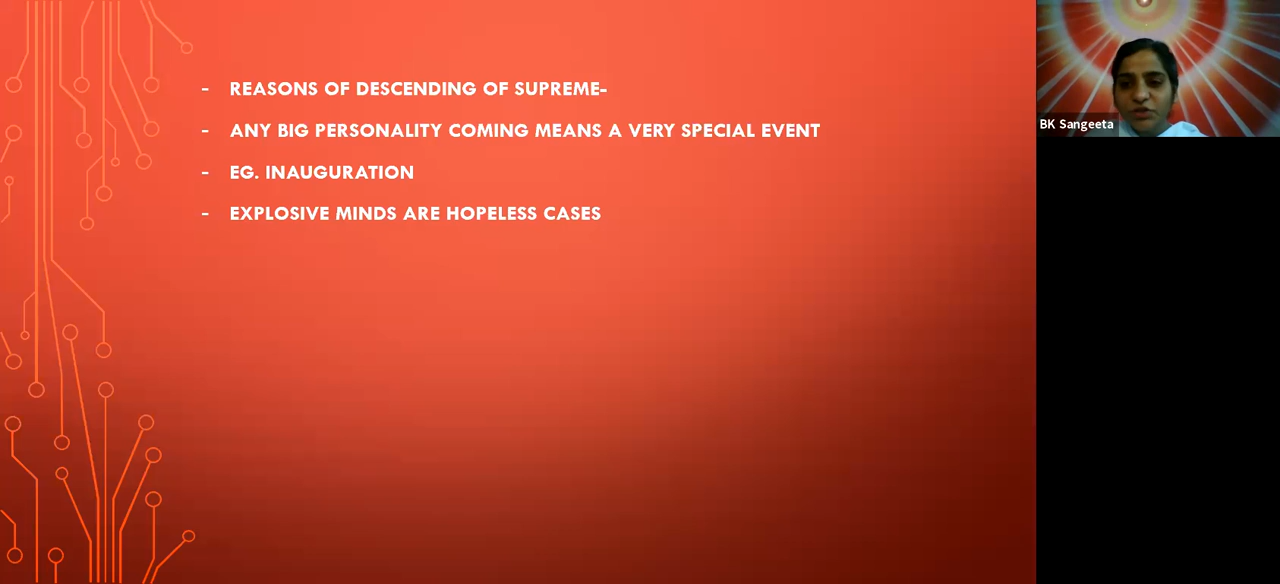 - REASONS OF DESCENDING OF SUPREME-
- ANY BIG PERSONALITY COMING MEANS A VERY SPECIAL EVENT
- EG. INAUGURATION
- EXPLOSIVE MINDS ARE HOPELESS CASES
BK Sangeeta